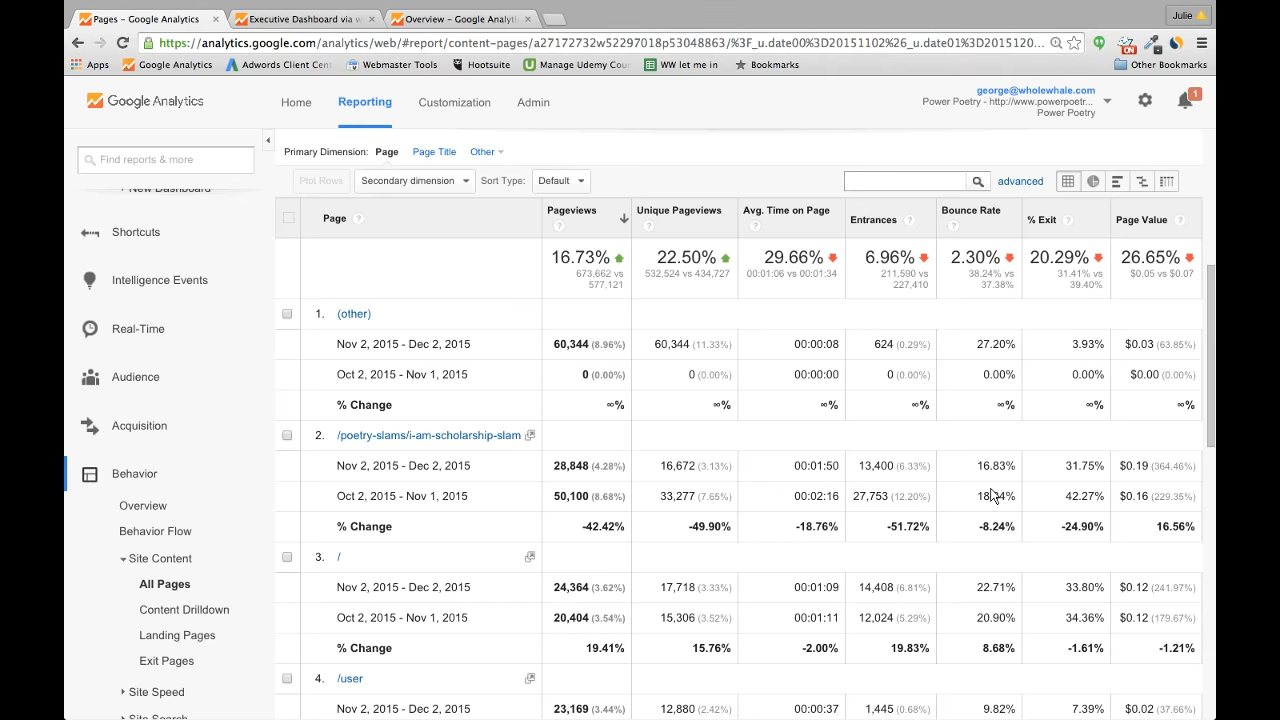 Pages – Google Analytics
Executive Dashboard via w
Overview – Google Analyti
Julie
https://analytics.google.com/analytics/web/#report/content-pages/a27172732w52297018p53048863/%3F_u.date00%3D20151102%26_u.date01%3D2015120...
Apps
Google Analytics
Adwords Client Cen
Webmaster Tools
Hootsuite
Manage Udemy Cou
WW let me in
Bookmarks
Other Bookmarks
ON
Google Analytics
Home
Reporting
Customization
Admin
george@wholewhale.com
Power Poetry - http://www.powerpoetr...
Power Poetry
1
Find reports & more
New Dashboard
Shortcuts
Intelligence Events
Real-Time
Audience
Acquisition
Behavior
Overview
Behavior Flow
Site Content
All Pages
Content Drilldown
Landing Pages
Exit Pages
Site Speed
Site Search
Primary Dimension: Page Page Title Other
Plot Rows Secondary dimension Sort Type: Default advanced
Page ? Pageviews ? Unique Pageviews ? Avg. Time on Page ? Entrances ? Bounce Rate ? % Exit ? Page Value ?
16.73% 22.50% 29.66% 6.96% 2.30% 20.29% 26.65%
673,662 vs 577,121 532,524 vs 434,727 00:01:06 vs 00:01:34 211,590 vs 227,410 38.24% vs 37.38% 31.41% vs 39.40% $0.05 vs $0.07
1. (other)
Nov 2, 2015 - Dec 2, 2015 60,344 (8.96%) 60,344 (11.33%) 00:00:08 624 (0.29%) 27.20% 3.93% $0.03 (63.85%)
Oct 2, 2015 - Nov 1, 2015 0 (0.00%) 0 (0.00%) 00:00:00 0 (0.00%) 0.00% 0.00% $0.00 (0.00%)
% Change ∞% ∞% ∞% ∞% ∞% ∞% ∞%
2. /poetry-slams/i-am-scholarship-slam
Nov 2, 2015 - Dec 2, 2015 28,848 (4.28%) 16,672 (3.13%) 00:01:50 13,400 (6.33%) 16.83% 31.75% $0.19 (364.46%)
Oct 2, 2015 - Nov 1, 2015 50,100 (8.68%) 33,277 (7.65%) 00:02:16 27,753 (12.20%) 42.27% $0.16 (229.35%)
% Change -42.42% -49.90% -18.76% -51.72% -8.24% -24.90% 16.56%
3. /
Nov 2, 2015 - Dec 2, 2015 24,364 (3.62%) 17,718 (3.33%) 00:01:09 14,408 (6.81%) 22.71% 33.80% $0.12 (241.97%)
Oct 2, 2015 - Nov 1, 2015 20,404 (3.54%) 15,306 (3.52%) 00:01:11 12,024 (5.29%) 20.90% 34.36% $0.12 (179.67%)
% Change 19.41% 15.76% -2.00% 19.83% 8.68% -1.61% -1.21%
4. /user
Nov 2, 2015 - Dec 2, 2015 23,169 (3.44%) 12,880 (2.42%) 00:00:37 1,445 (0.68%) 9.82% 7.39% $0.02 (37.66%)